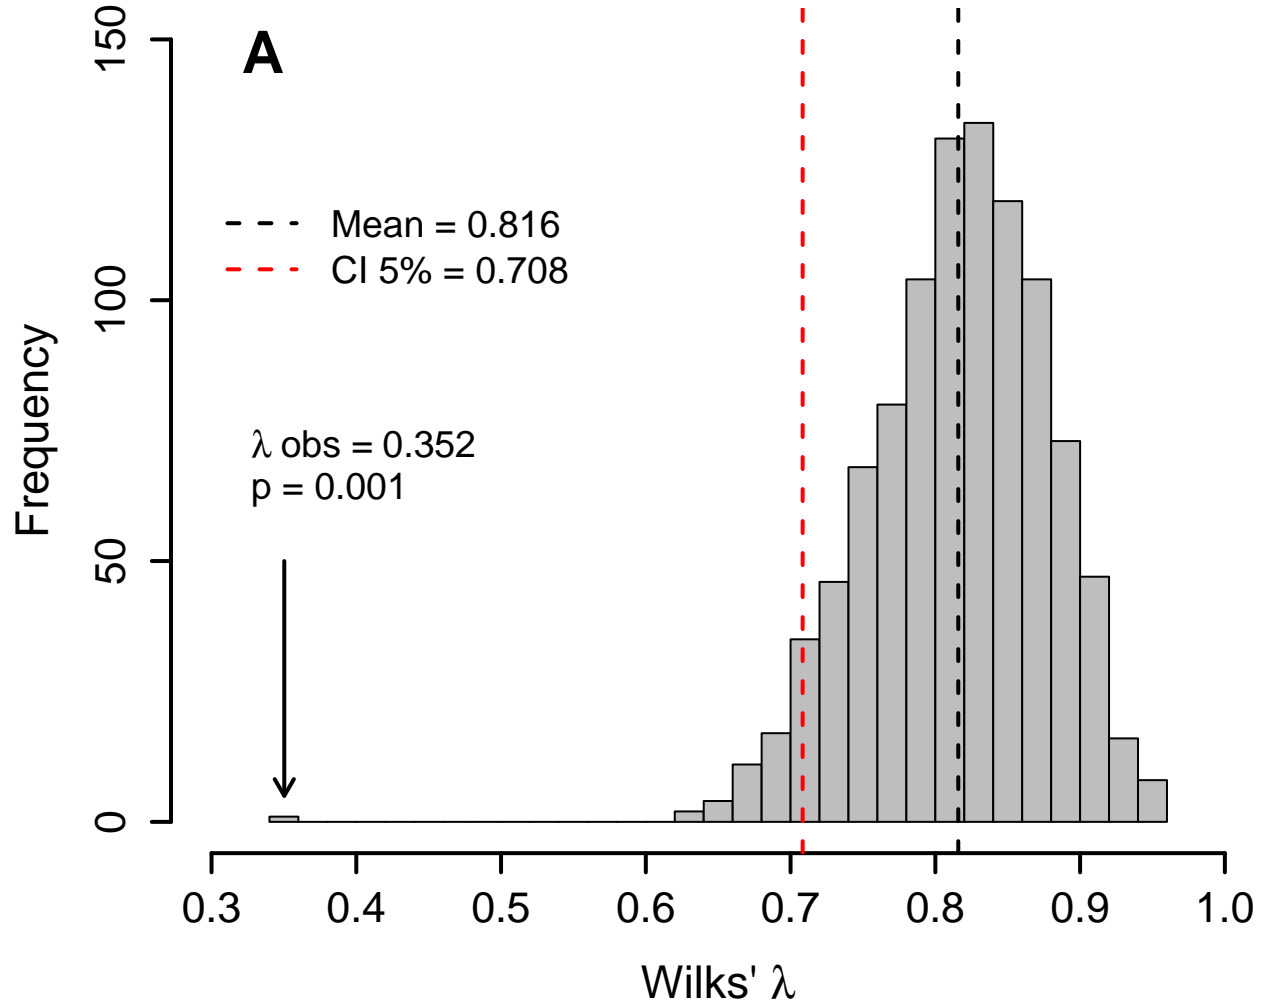 A
150
100
50
0
Frequency
Mean = 0.816
CI 5% = 0.708
λ obs = 0.352
p = 0.001
0.3 0.4 0.5 0.6 0.7 0.8 0.9 1.0
Wilks' λ